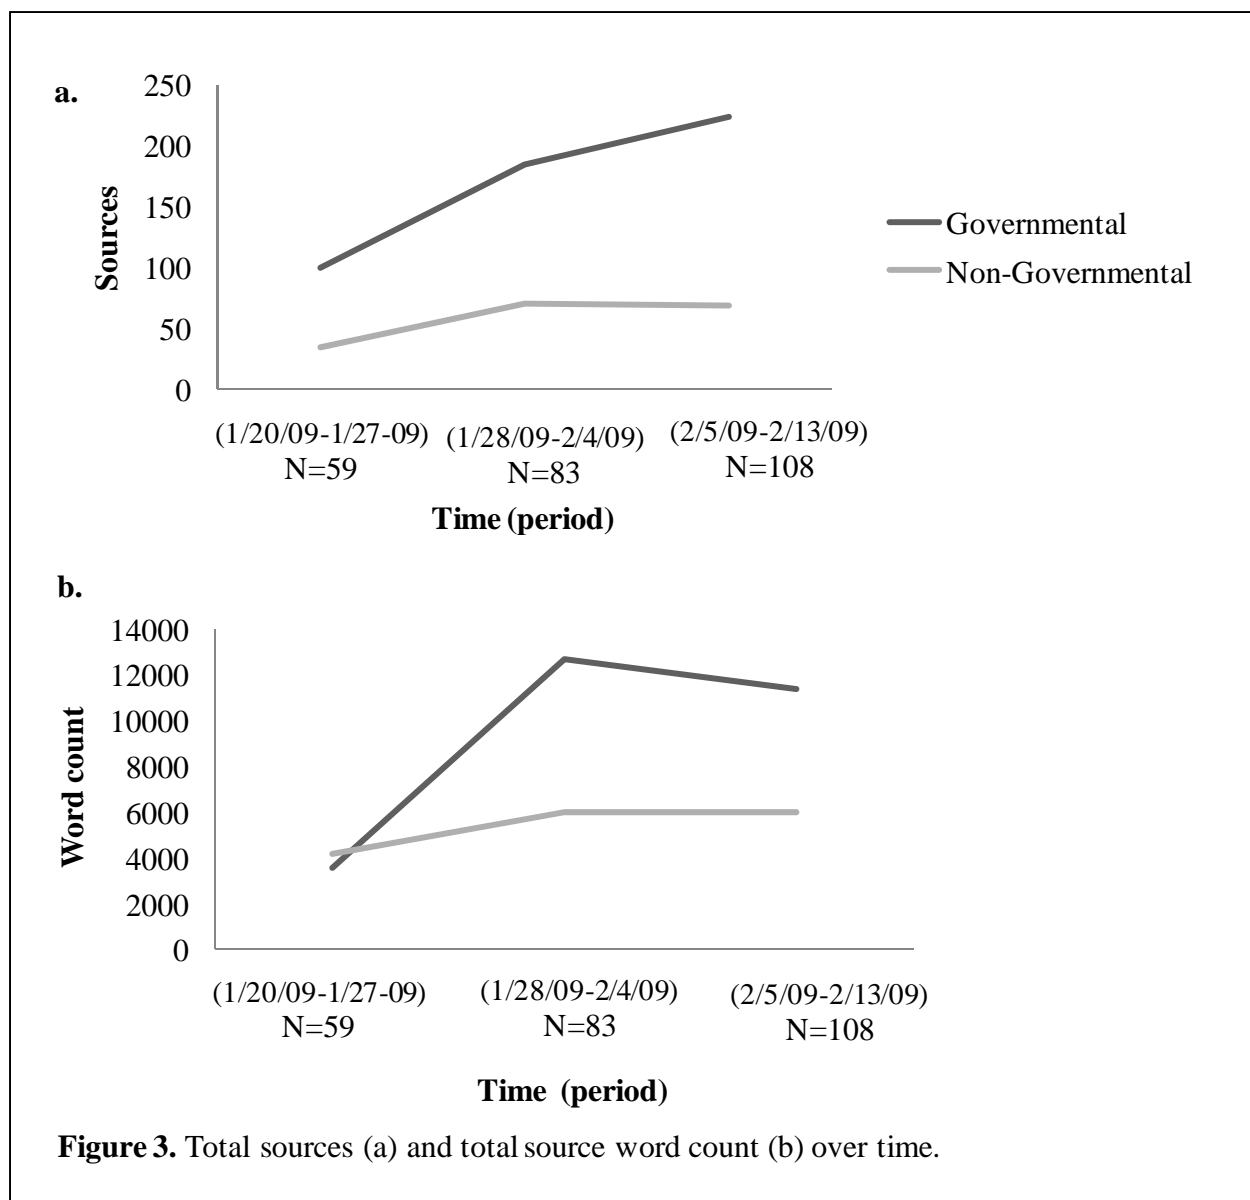 a.
250
200
150
100
50
0
Sources
Governmental
Non-Governmental
(1/20/09-1/27-09) (1/28/09-2/4/09) (2/5/09-2/13/09)
N=59 N=83 N=108
Time (period)
b.
14000
12000
10000
8000
6000
4000
2000
0
Word count
(1/20/09-1/27-09) (1/28/09-2/4/09) (2/5/09-2/13/09)
N=59 N=83 N=108
Time (period)
Figure 3. Total sources (a) and total source word count (b) over time.